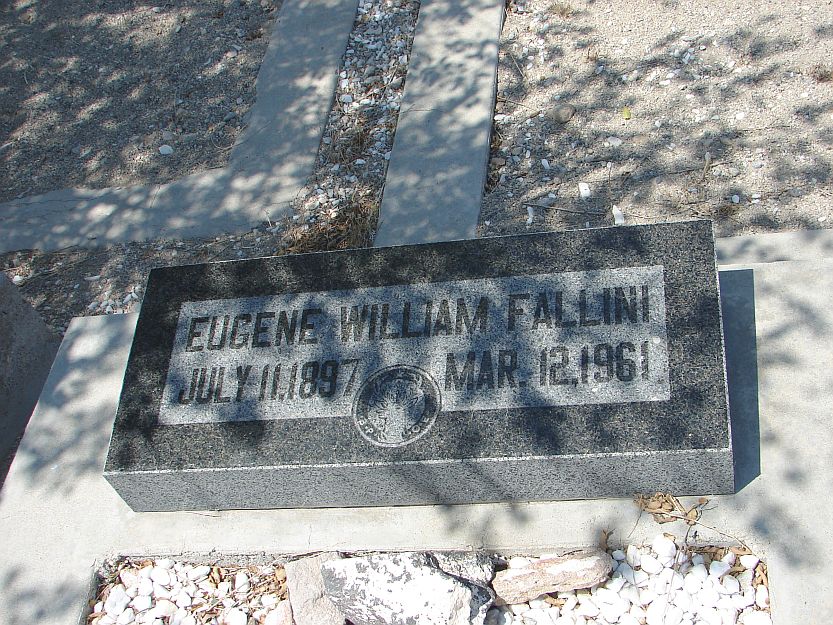 EUGENE WILLIAM FALLINI
JULY 11, 1897 MAR. 12, 1961